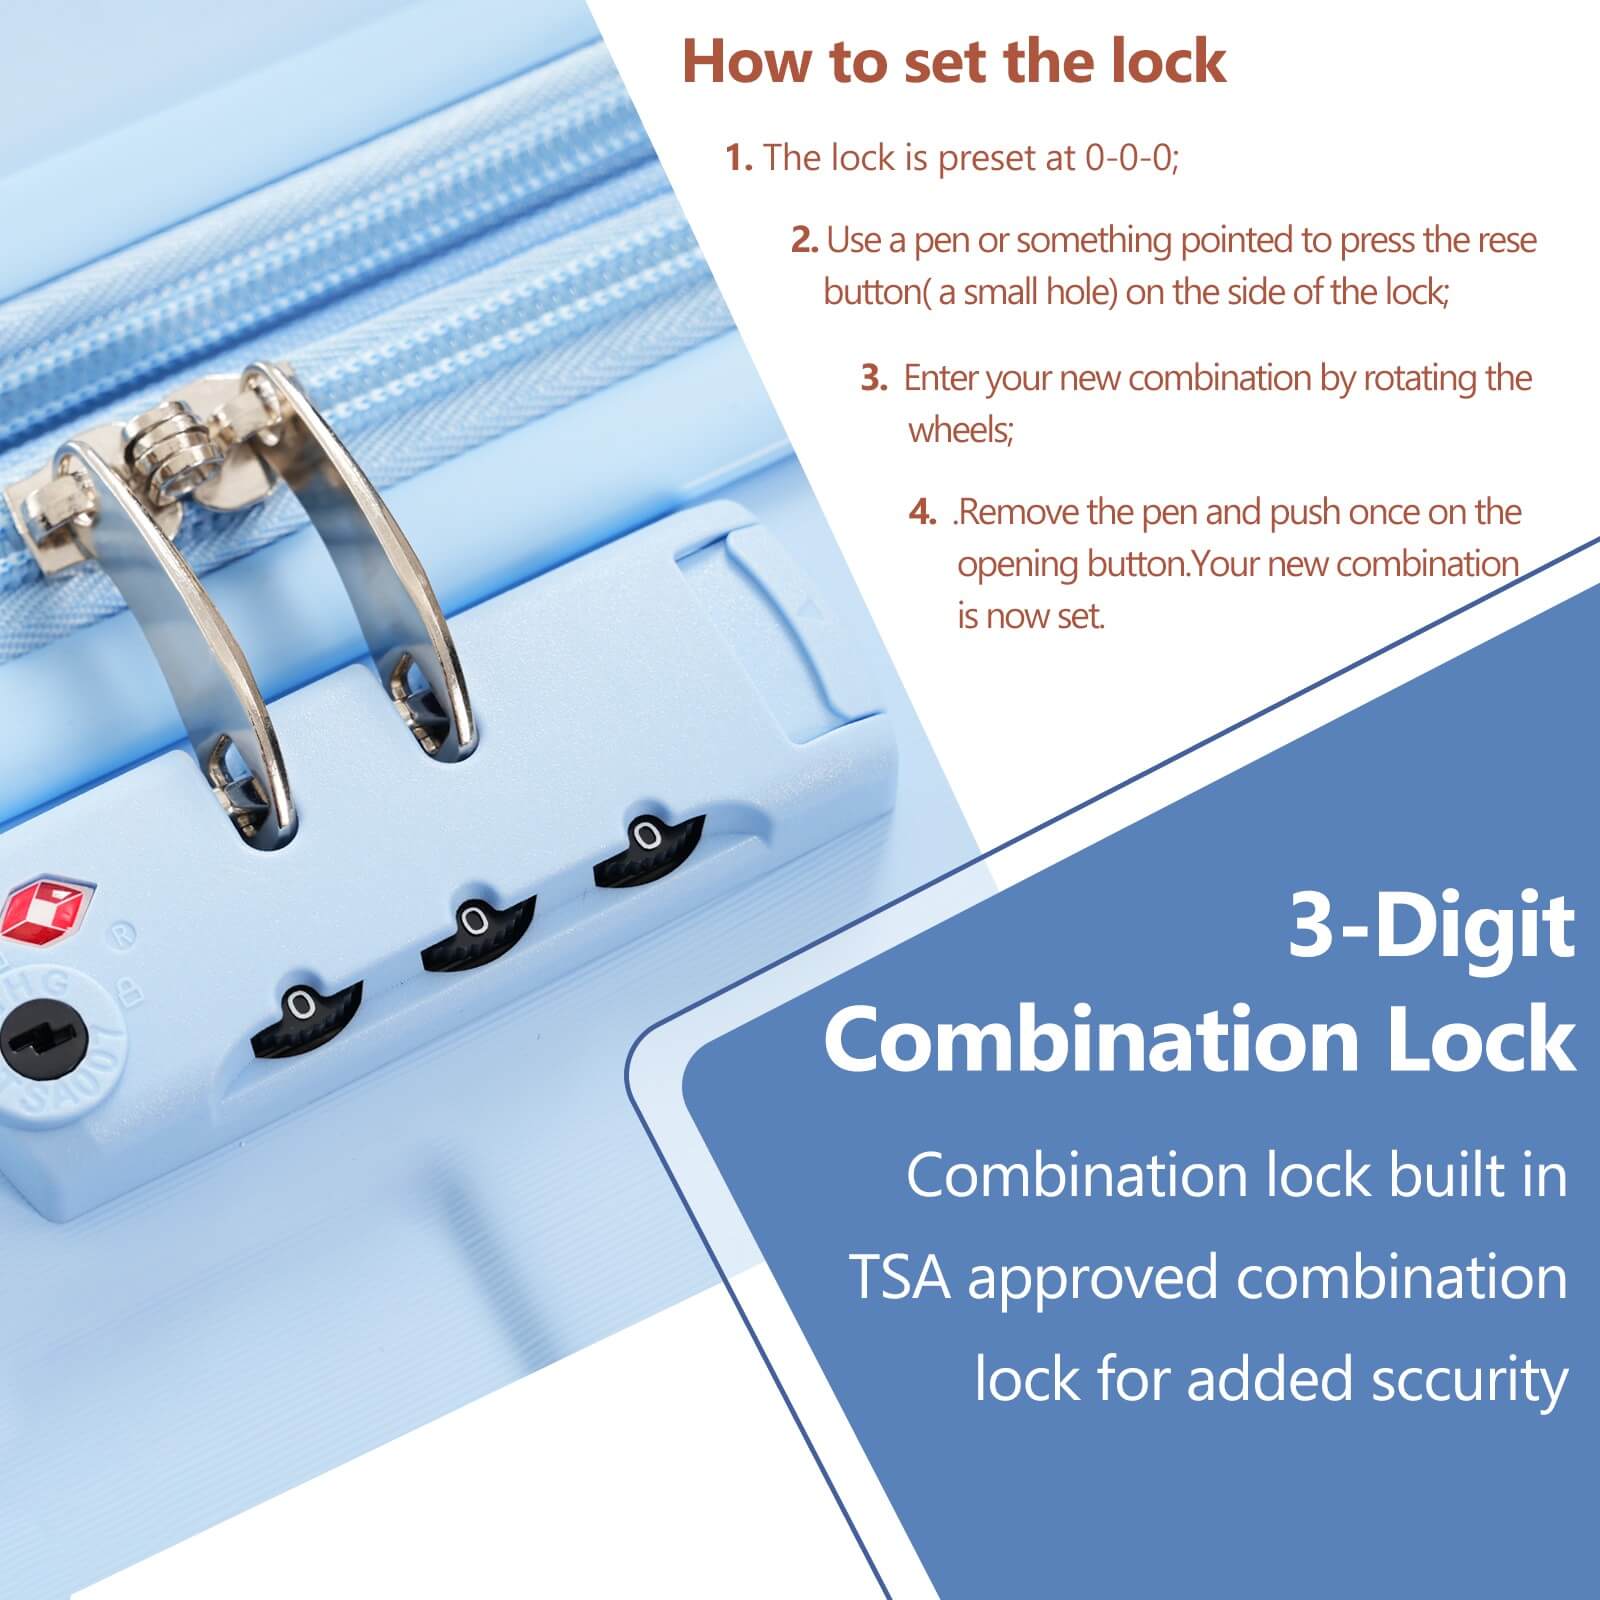 How to set the lock
1. The lock is preset at 0-0-0;
2. Use a pen or something pointed to press the rese
button( a small hole) on the side of the lock;
3. Enter your new combination by rotating the
wheels;
4. .Remove the pen and push once on the
opening button.Your new combination
is now set.
0
0
0
®
HG
TSA007
3-Digit
Combination Lock
Combination lock built in
TSA approved combination
lock for added sccurity